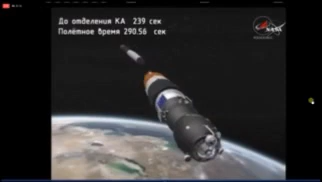 До отделения КА 239 сек
Полётное время 290.56 сек